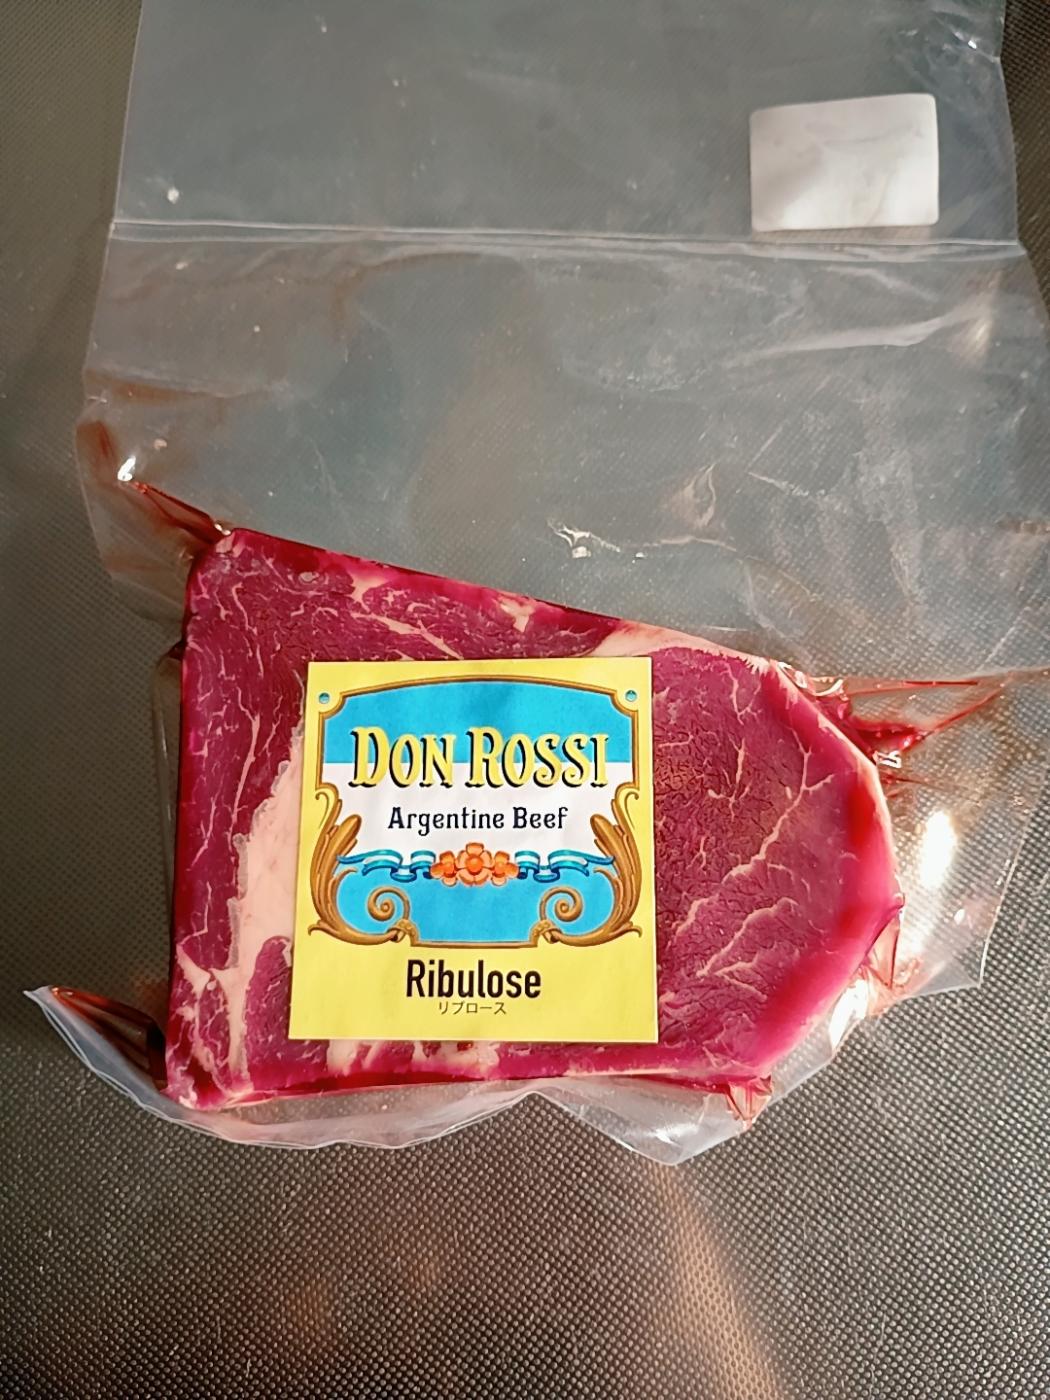 DON ROSSI
Argentine Beef
Ribulose
リブロース